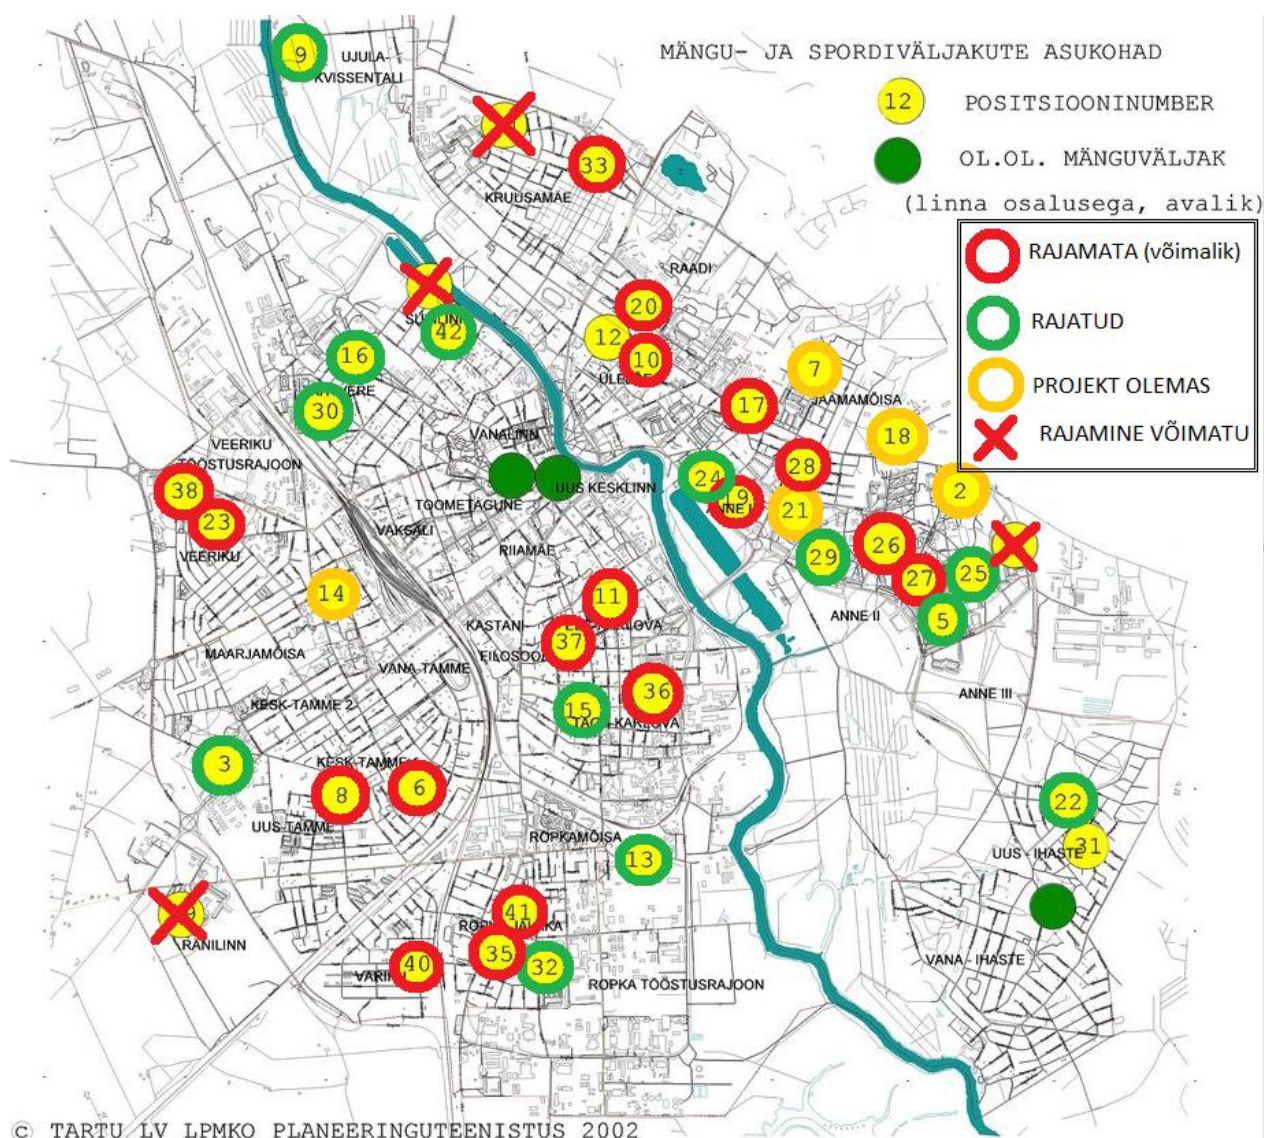 MÄNGU- JA SPORDIVÄLJAKUTE ASUKOHAD
12 POSITSIOONINUMBER
OL.OL. MÄNGUVÄLJAK
(linna osalusega, avalik)
RAJAMATA (võimalik)
RAJATUD
PROJEKT OLEMAS
RAJAMINE VÕIMATU
9
UJULA-
KVISSENTALI
33
KRUUSAMÄE
RAADI
20
42
12
16
10
7
JAAMAMÕISA
17
30
18
VANALINN
VEERIKU
TÖÖSTUSRAJOON
28
24
2
38
UUS KESKLINN
19
TOOMETAGUNE
21
23
VAKSALI
VEERIKU
RIIAMÄE
26
29
27
25
14
11
ANNE II
5
KASTANI-
37
MAARJAMÕISA
VANA-TAMME
36
ANNE III
KESK-TAMME 2
15
3
KESK-TAMME
6
8
22
UUS-TAMME
ROPKAMÕISA
31
UUS - IHASTE
13
41
RÄNILINN
35
40
32
VANA - IHASTE
ROPKA TÖÖSTUSRAJOON
© TARTU LV LPMKO PLANEERINGUTEENISTUS 2002